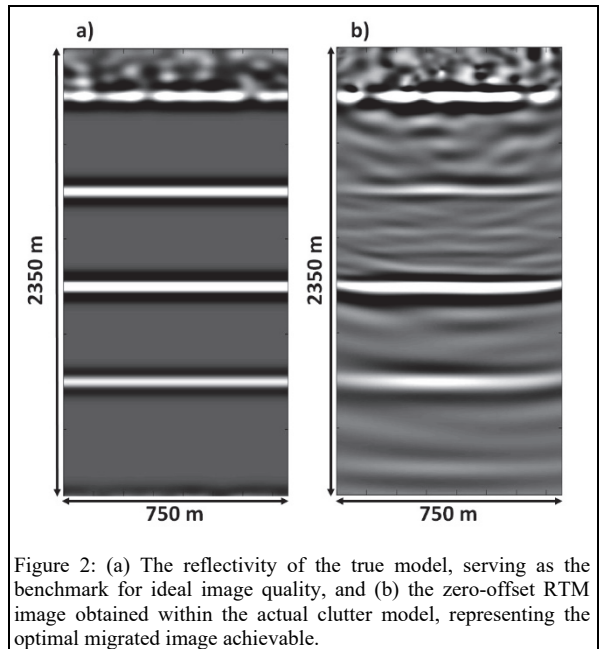 a)
b)
2350 m
2350 m
750 m
750 m
Figure 2: (a) The reflectivity of the true model, serving as the
benchmark for ideal image quality, and (b) the zero-offset RTM
image obtained within the actual clutter model, representing the
optimal migrated image achievable.